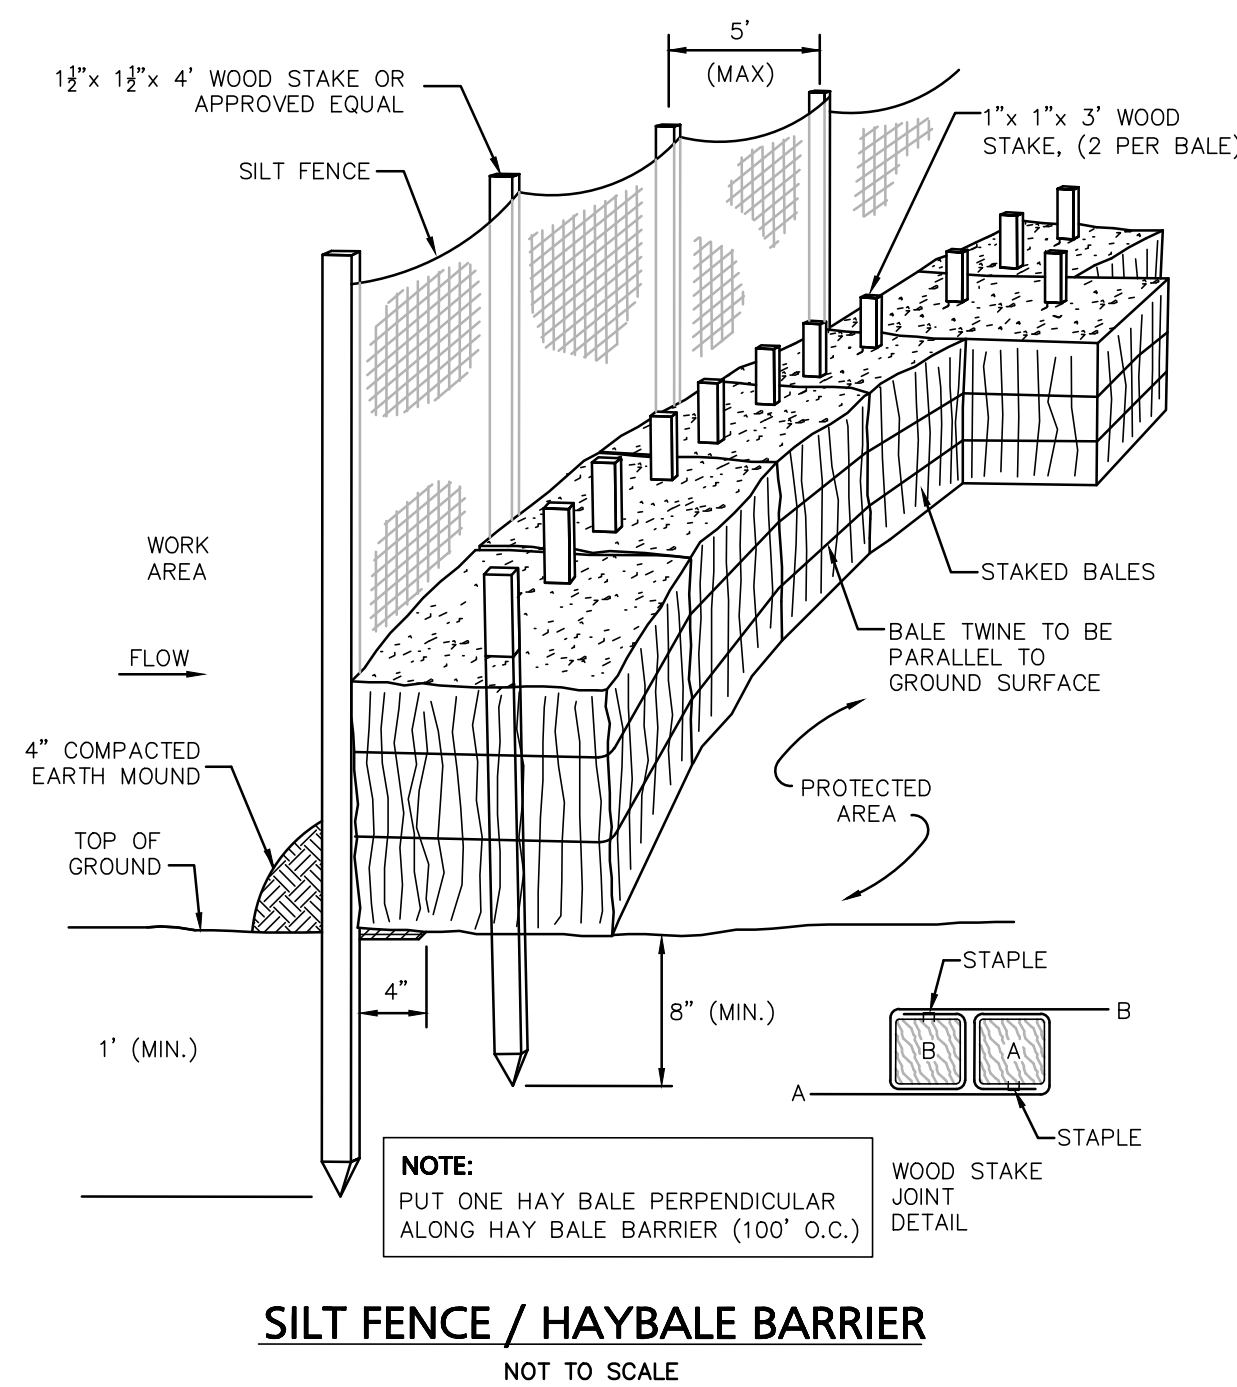 5'
(MAX)
1½"x 1½"x 4' WOOD STAKE OR
APPROVED EQUAL
SILT FENCE
1"x 1"x 3' WOOD
STAKE, (2 PER BALE)
WORK
AREA
FLOW
STAKED BALES
BALE TWINE TO BE
PARALLEL TO
GROUND SURFACE
4" COMPACTED
EARTH MOUND
PROTECTED
AREA
TOP OF
GROUND
4"
8" (MIN.)
1' (MIN.)
STAPLE
B
B
A
A
STAPLE
WOOD STAKE
JOINT
DETAIL
NOTE:
PUT ONE HAY BALE PERPENDICULAR
ALONG HAY BALE BARRIER (100' O.C.)
SILT FENCE / HAYBALE BARRIER
NOT TO SCALE